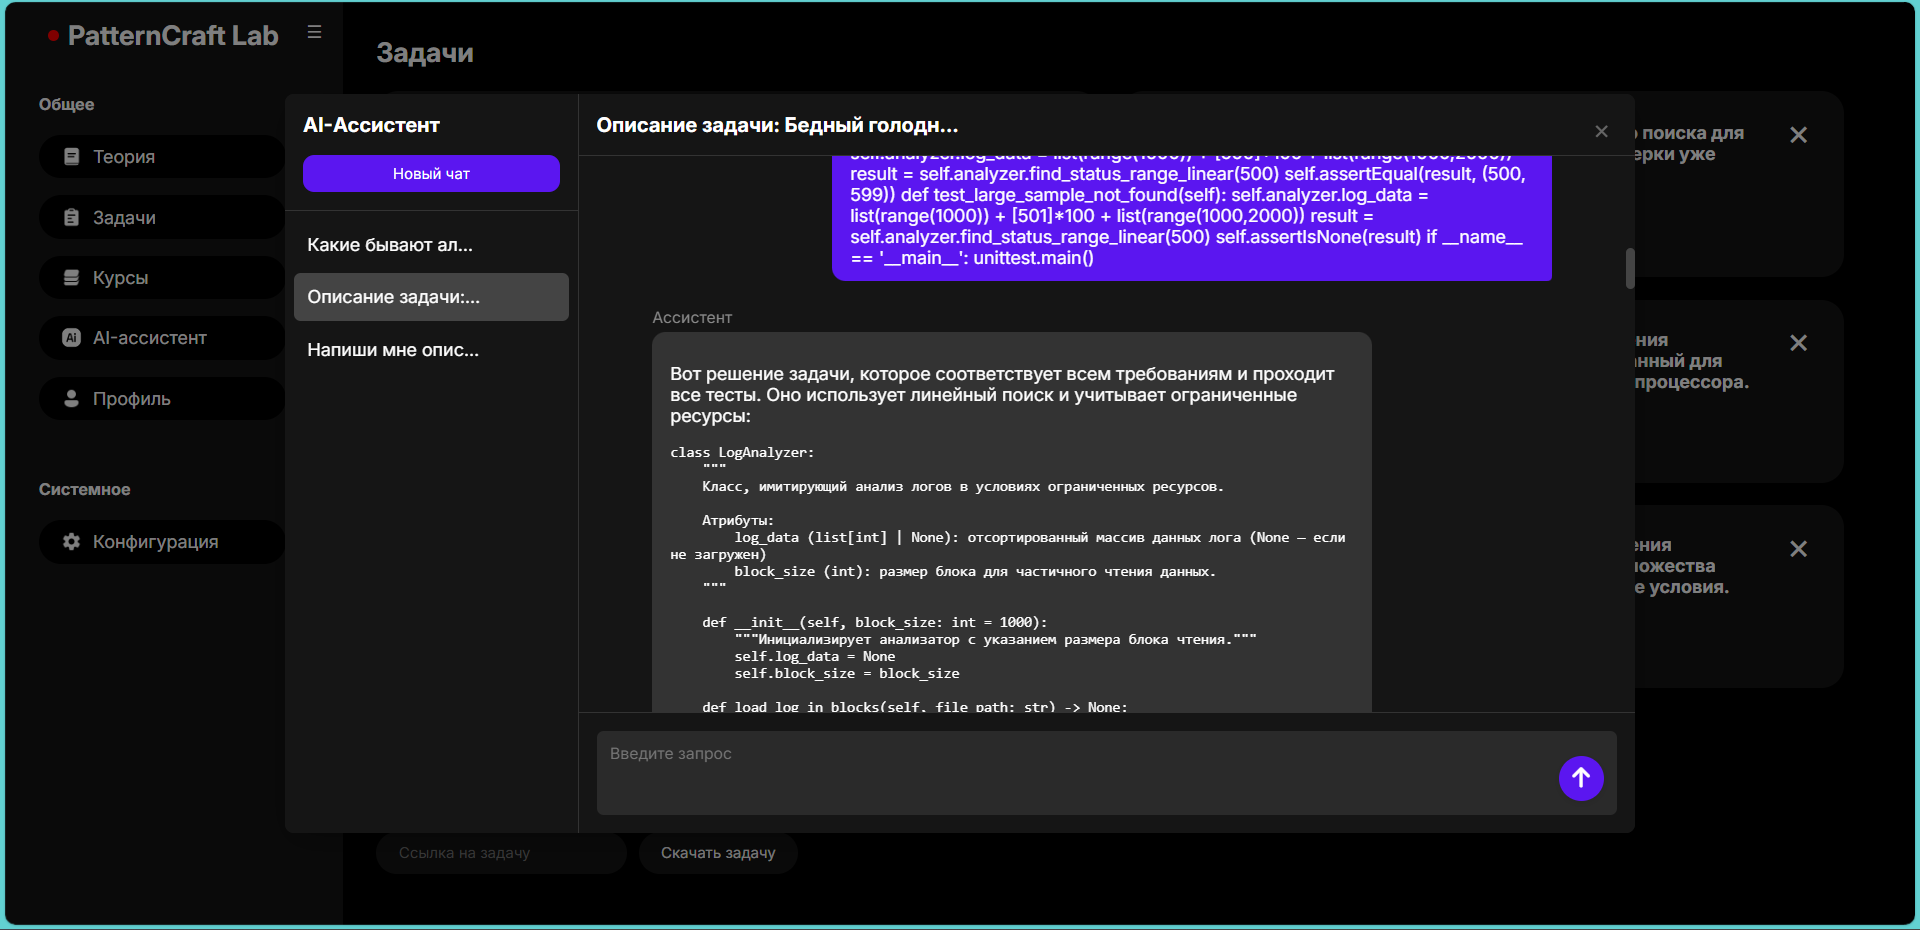 PatternCraft Lab
Общее
Теория
Задачи
Курсы
AI-ассистент
Профиль
Системное
Конфигурация
Задачи
AI-Ассистент
Новый чат
Какие бывают ал...
Описание задачи:...
Напиши мне опис...
Описание задачи: Бедный голодн...
result = self.analyzer.find_status_range_linear(500) self.assertEqual(result, (500,
599)) def test_large_sample_not_found(self): self.analyzer.log_data =
list(range(1000)) + [501]*100 + list(range(1000,2000)) result =
self.analyzer.find_status_range_linear(500) self.assertIsNone(result) if __name__
== '__main__': unittest.main()
Ассистент
Вот решение задачи, которое соответствует всем требованиям и проходит
все тесты. Оно использует линейный поиск и учитывает ограниченные
ресурсы:
class LogAnalyzer:
"""
Класс, имитирующий анализ логов в условиях ограниченных ресурсов.
Атрибуты:
log_data (list[int] | None): отсортированный массив данных лога (None — если
не загружен)
block_size (int): размер блока для частичного чтения данных.
"""
def __init__(self, block_size: int = 1000):
"""Инициализирует анализатор с указанием размера блока чтения."""
self.log_data = None
self.block_size = block_size
def load_log_in_blocks(self, file_path: str) -> None:
Введите запрос
поиска для
ерки уже
ния
нный для
процессора.
ения
ожества
е условия.
Ссылка на задачу
Скачать задачу